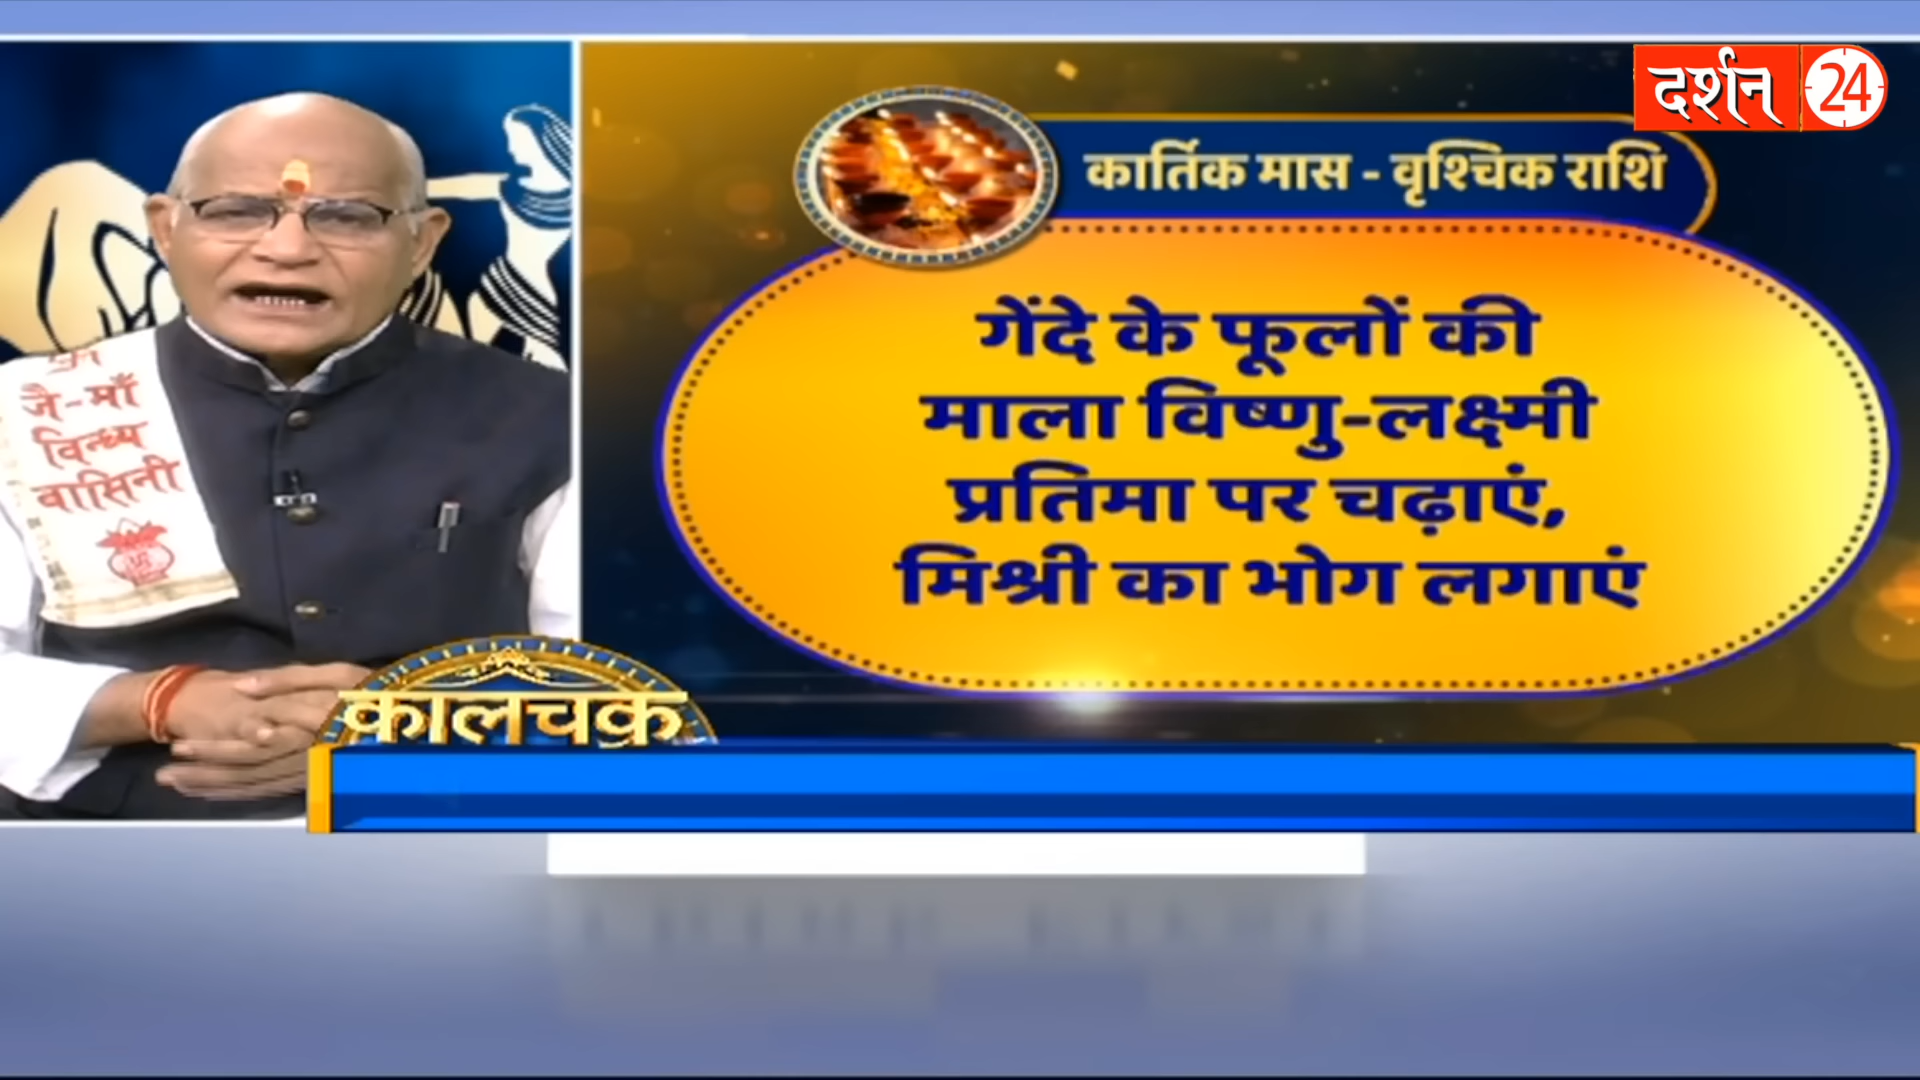 दर्शन 24
कार्तिक मास - वृश्चिक राशि
गेंदे के फूलों की
माला विष्णु-लक्ष्मी
प्रतिमा पर चढ़ाएं,
मिश्री का भोग लगाएं
जै-माँ
विन्ध्य
वासिनी
कालचक्र